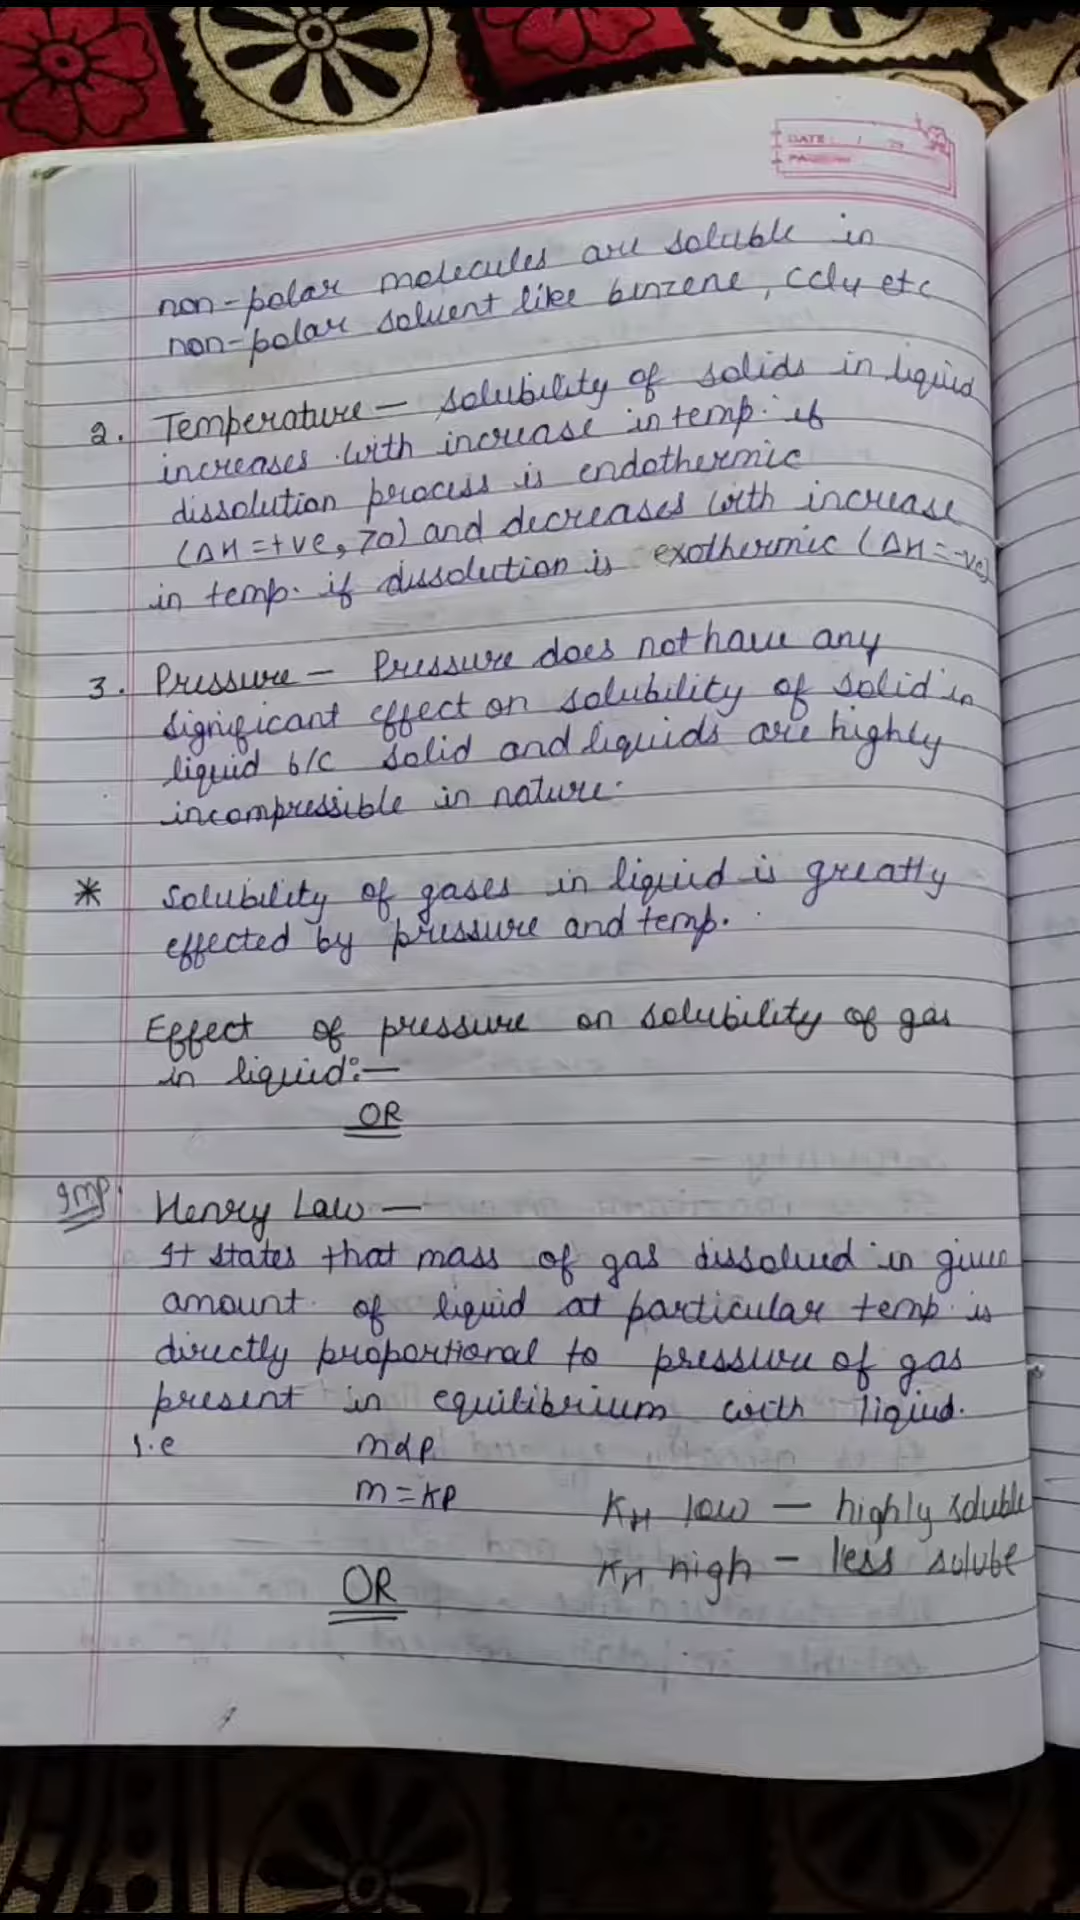 DATE: / 
non-polar molecules are soluble in
non-polar solvent like benzene, CCl4 etc
2. Temperature — solubility of solids in liquid
increases with increase in temp. if
dissolution process is endothermic
(ΔH = +ve, >0) and decreases with increase
in temp. if dissolution is exothermic (ΔH = -ve)
3. Pressure — Pressure does not have any
significant effect on solubility of solid in
liquid b/c solid and liquids are highly
incompressible in nature.
* Solubility of gases in liquid is greatly
effected by pressure and temp.
Effect of pressure on solubility of gas
in liquid:—
OR
Imp. Henry Law —
It states that mass of gas dissolved in given
amount of liquid at particular temp. is
directly proportional to pressure of gas
present in equilibrium with liqiud.
i.e m α p
m = KP
KH low — highly soluble
KH high — less soluble
OR